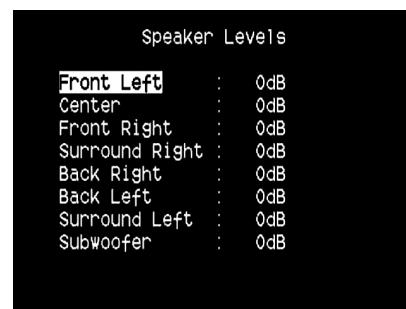 Speaker Levels
Front Left : 0dB
Center : 0dB
Front Right : 0dB
Surround Right : 0dB
Back Right : 0dB
Back Left : 0dB
Surround Left : 0dB
Subwoofer : 0dB